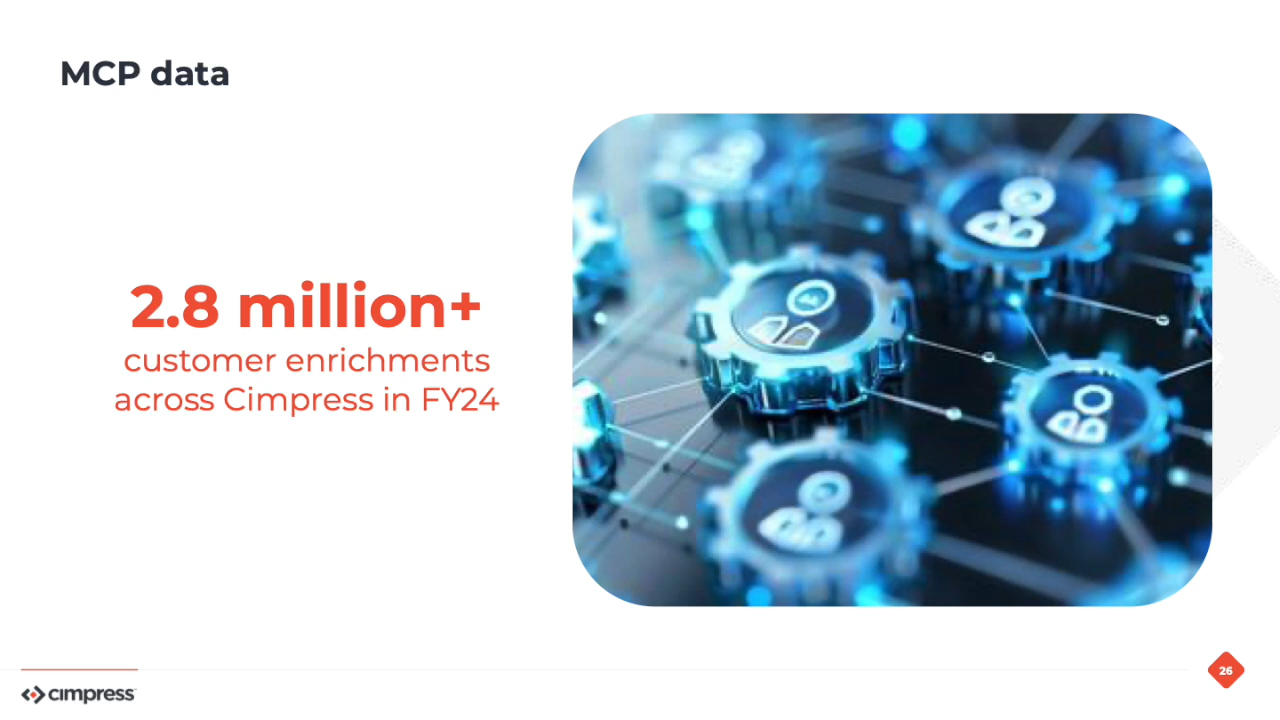 MCP data
2.8 million+
customer enrichments
across Cimpress in FY24
cimpress
26